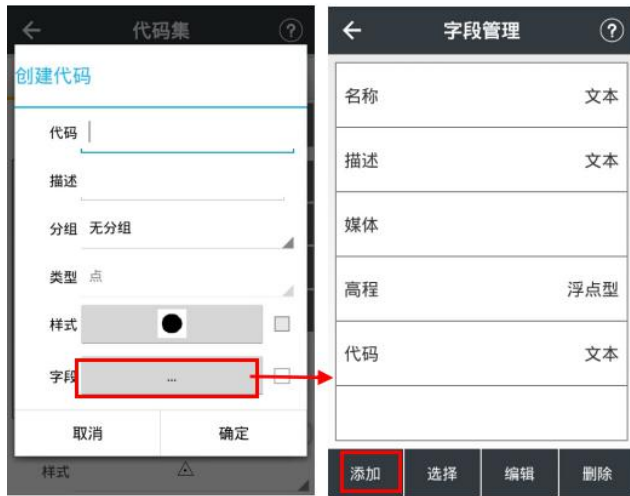 代码集
?
创建代码
代码
描述
分组 无分组
类型 点
样式
字段 ...
取消 确定
样式
字段管理
?
名称 文本
描述 文本
媒体
高程 浮点型
代码 文本
添加 选择 编辑 删除